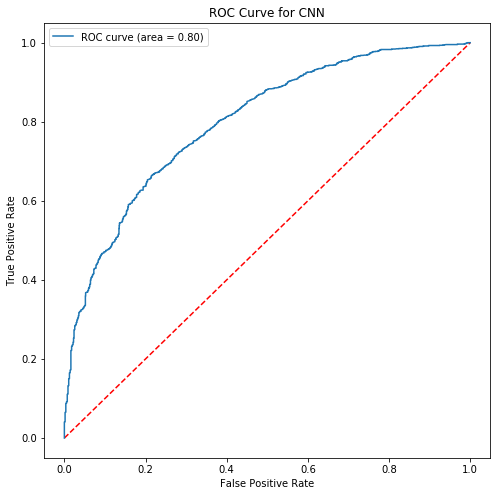 ROC Curve for CNN
ROC curve (area = 0.80)
1.0
0.8
0.6
0.4
0.2
0.0
True Positive Rate
0.0 0.2 0.4 0.6 0.8 1.0
False Positive Rate